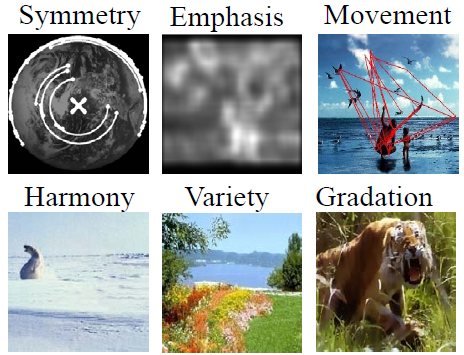 Symmetry Emphasis Movement
Harmony Variety Gradation